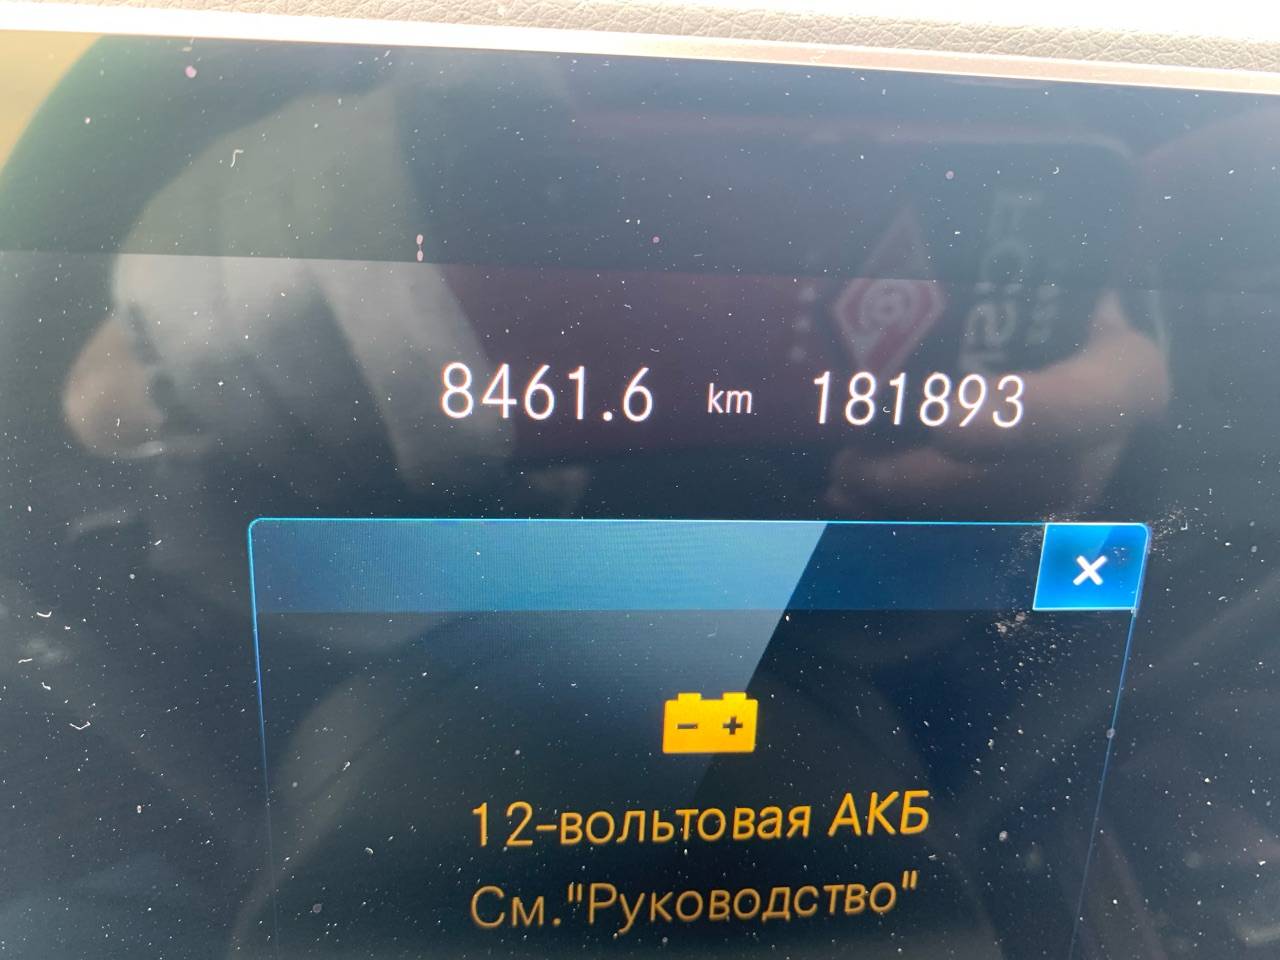 8461.6 km 181893
12-вольтовая АКБ
См."Руководство"